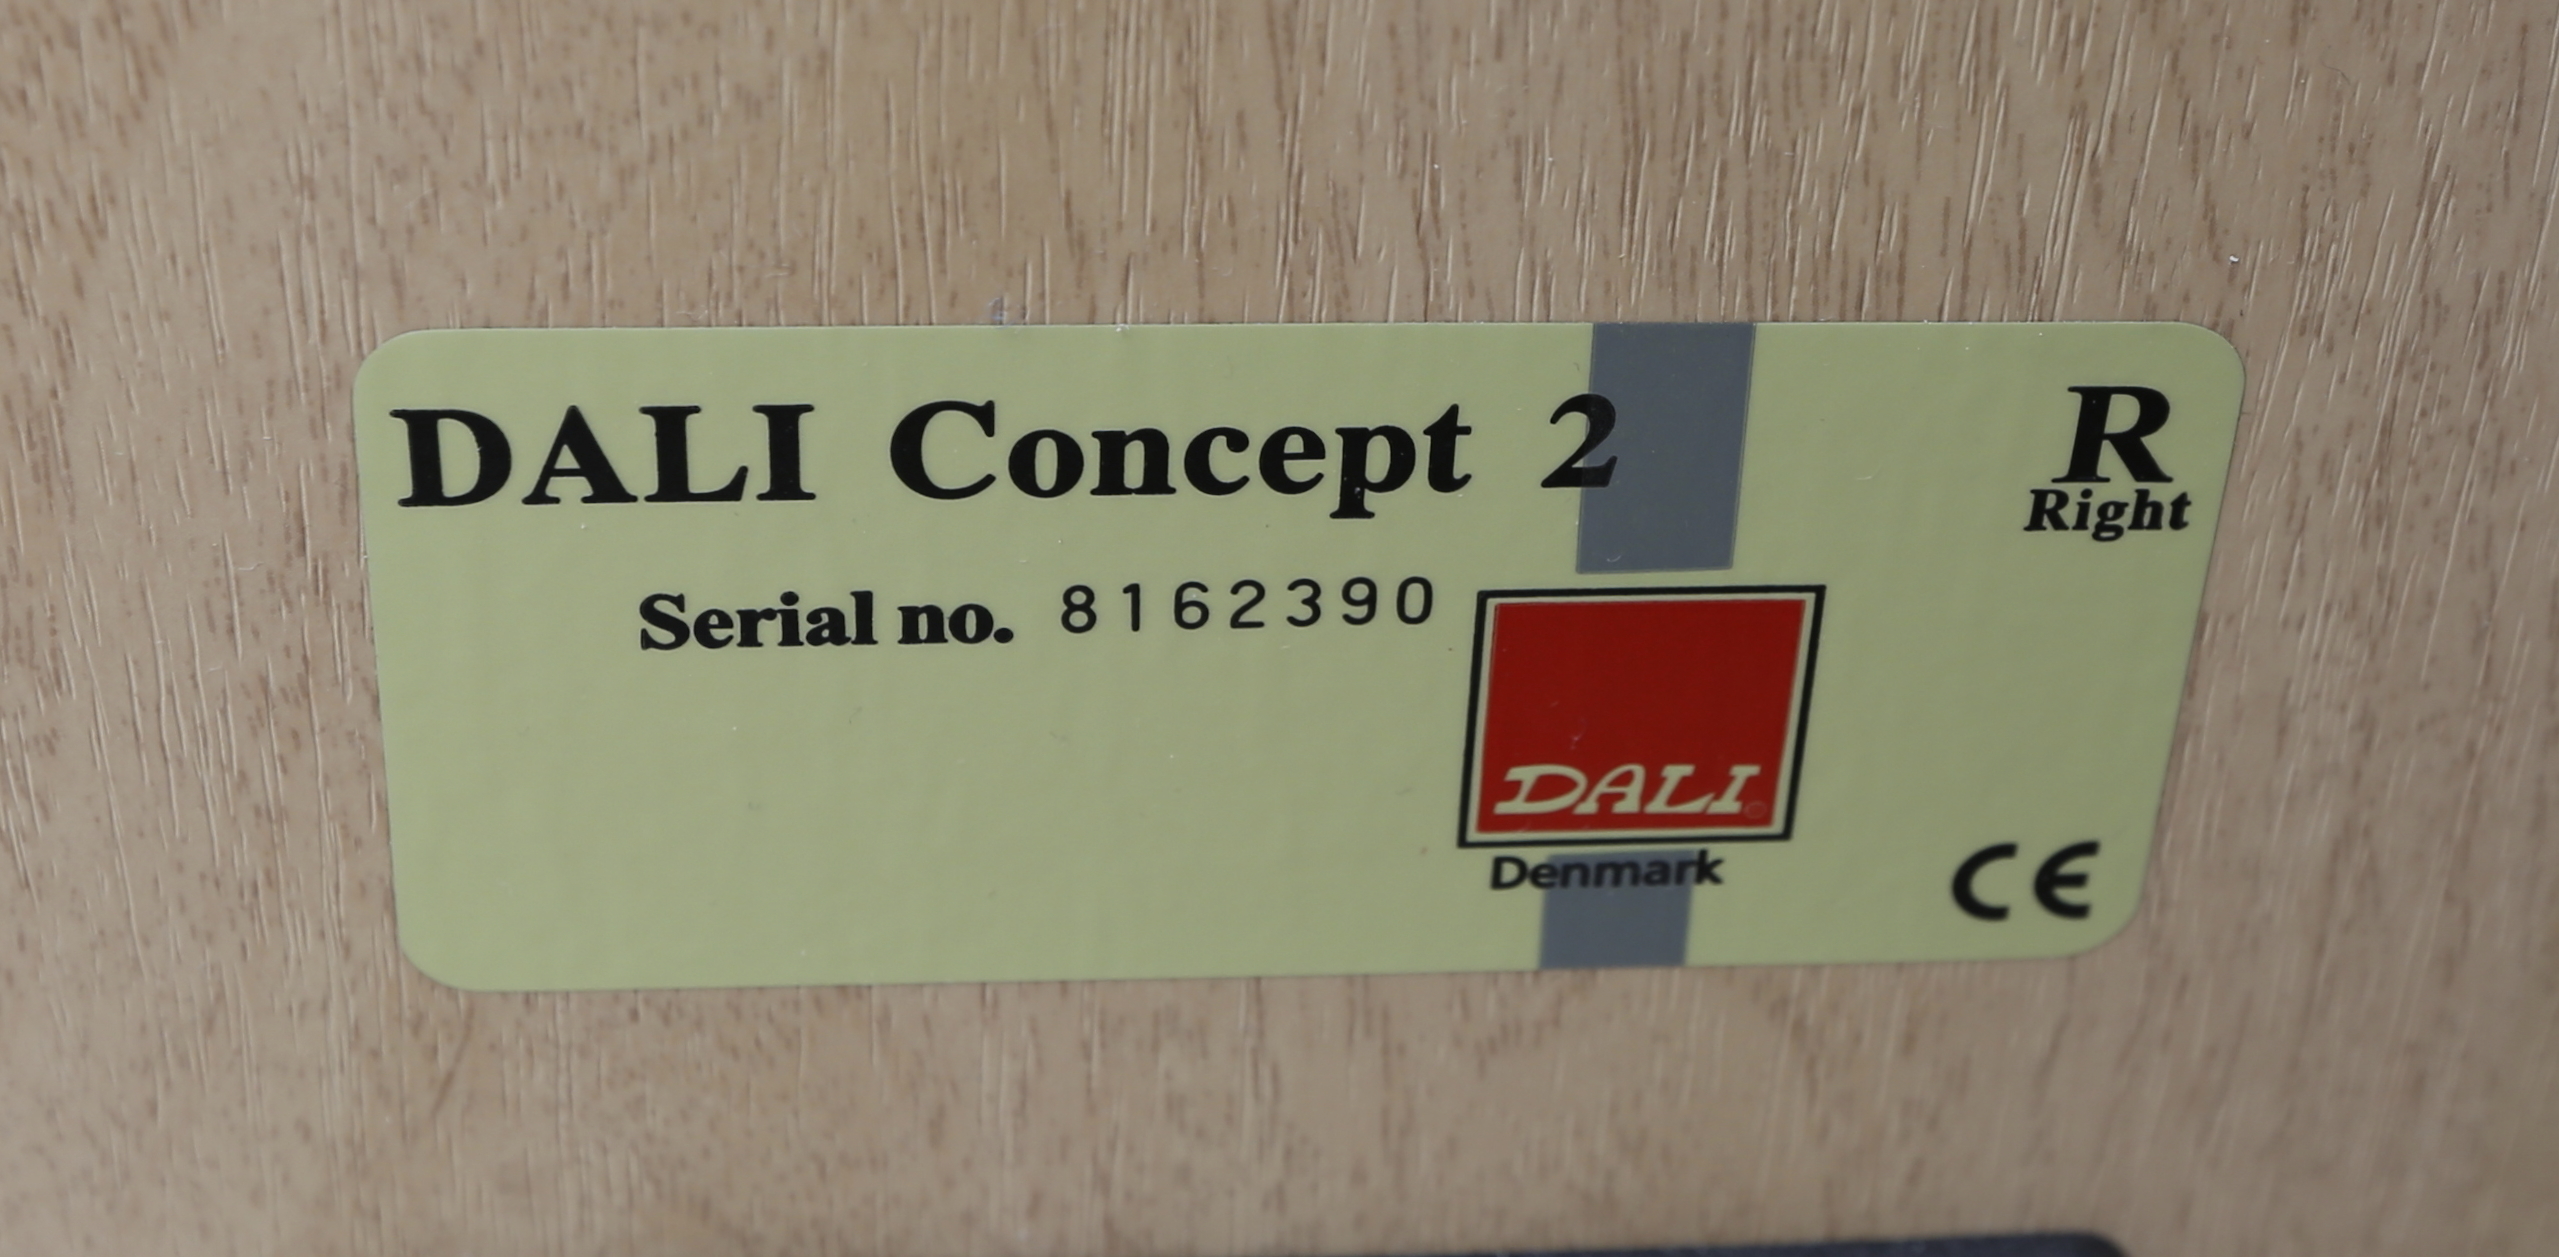 DALI Concept 2
R
Right
Serial no. 8162390
DALI
Denmark
CE